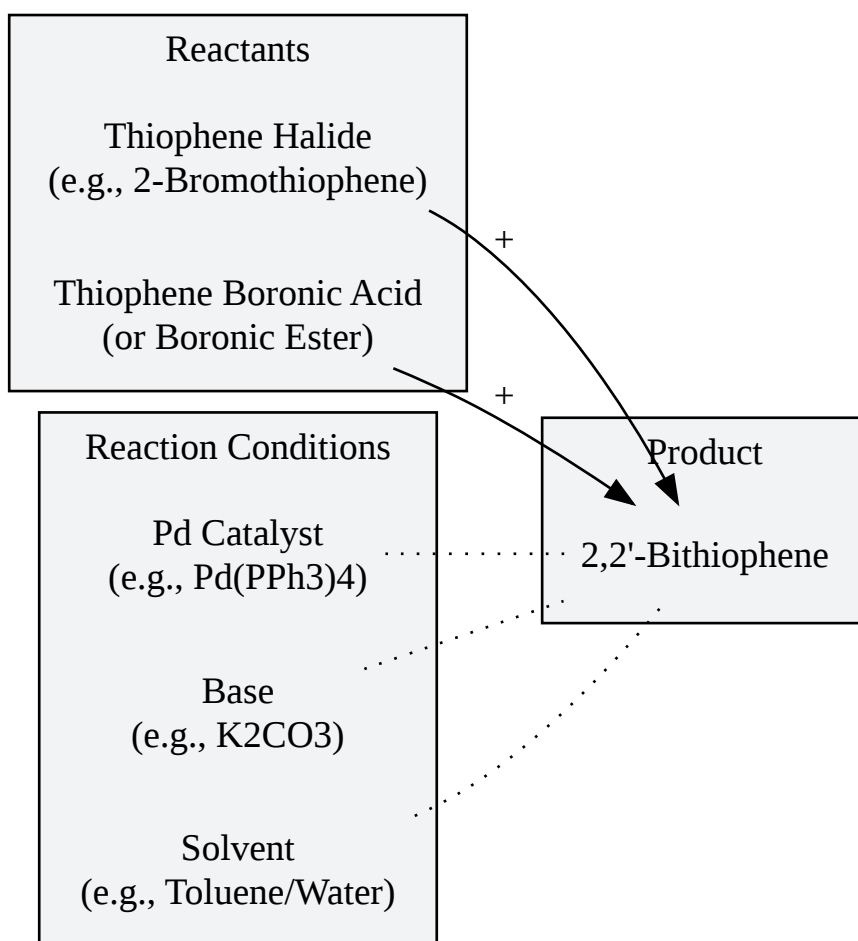 Reactants
Thiophene Halide
(e.g., 2-Bromothiophene)
+
Thiophene Boronic Acid
(or Boronic Ester)
+
Reaction Conditions
Pd Catalyst
(e.g., Pd(PPh3)4)
Base
(e.g., K2CO3)
Solvent
(e.g., Toluene/Water)
Product
2,2'-Bithiophene